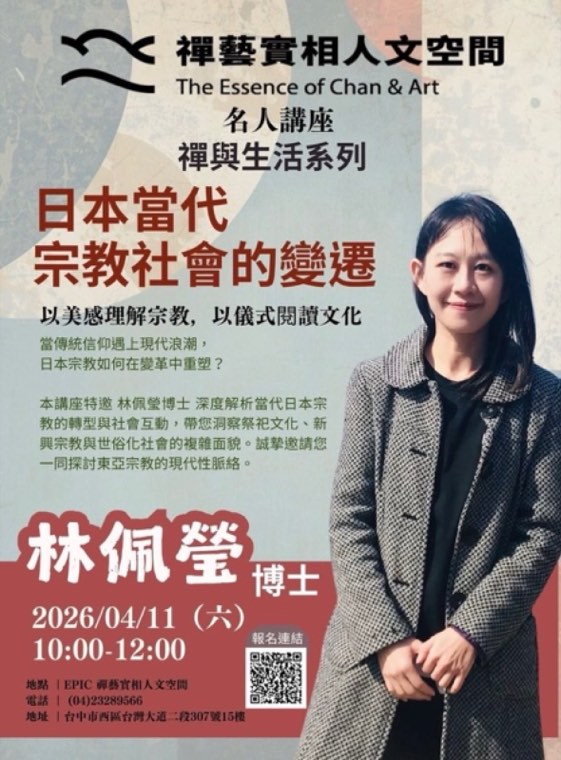 禪藝實相人文空間
The Essence of Chan & Art
名人講座
禪與生活系列
日本當代
宗教社會的變遷
以美感理解宗教，以儀式閱讀文化
當傳統信仰遇上現代浪潮，
日本宗教如何在變革中重塑？
本講座特邀 林佩瑩博士 深度解析當代日本宗
教的轉型與社會互動，帶您洞察祭祀文化、新
興宗教與世俗化社會的複雜面貌。誠摯邀請您
一同探討東亞宗教的現代性脈絡。
林佩瑩 博士
2026/04/11（六）
10:00-12:00
報名連結
地點｜EPIC 禪藝實相人文空間
電話｜(04)23289566
地址｜台中市西區台灣大道二段307號15樓